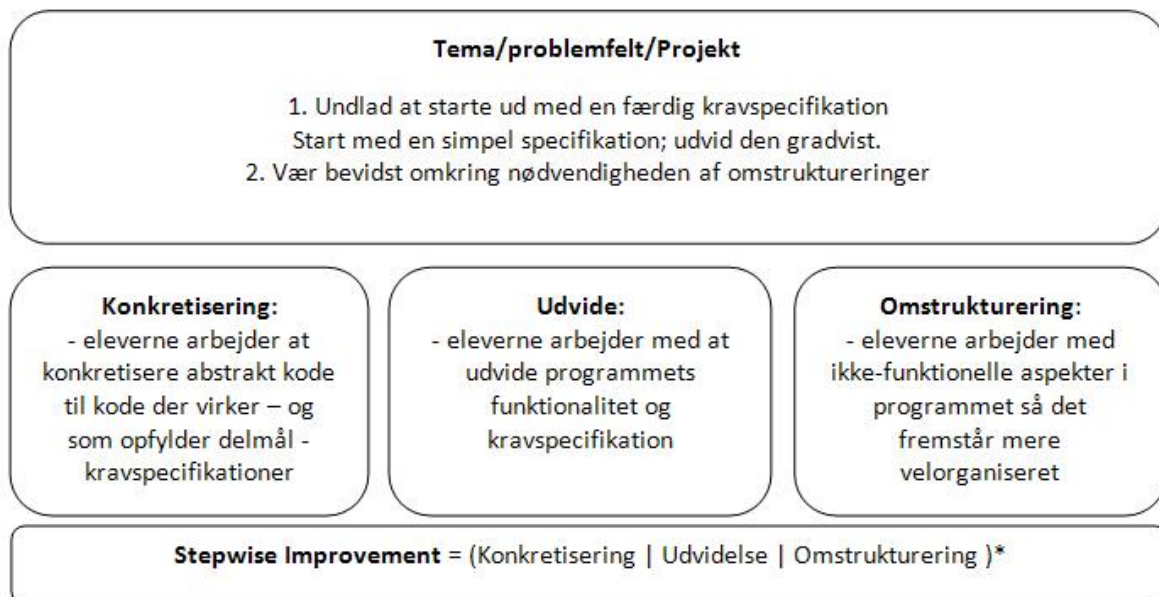 Tema/problemfelt/Projekt
1. Undlad at starte ud med en færdig kravspecifikation
Start med en simpel specifikation; udvid den gradvist.
2. Vær bevidst omkring nødvendigheden af omstruktureringer
Konkretisering:
- eleverne arbejder at
konkretisere abstrakt kode
til kode der virker – og
som opfylder delmål -
kravspecifikationer
Udvide:
- eleverne arbejder med at
udvide programmets
funktionalitet og
kravspecifikation
Omstrukturering:
- eleverne arbejder med
ikke-funktionelle aspekter i
programmet så det
fremstår mere
velorganiseret
Stepwise Improvement = (Konkretisering | Udvidelse | Omstrukturering )*